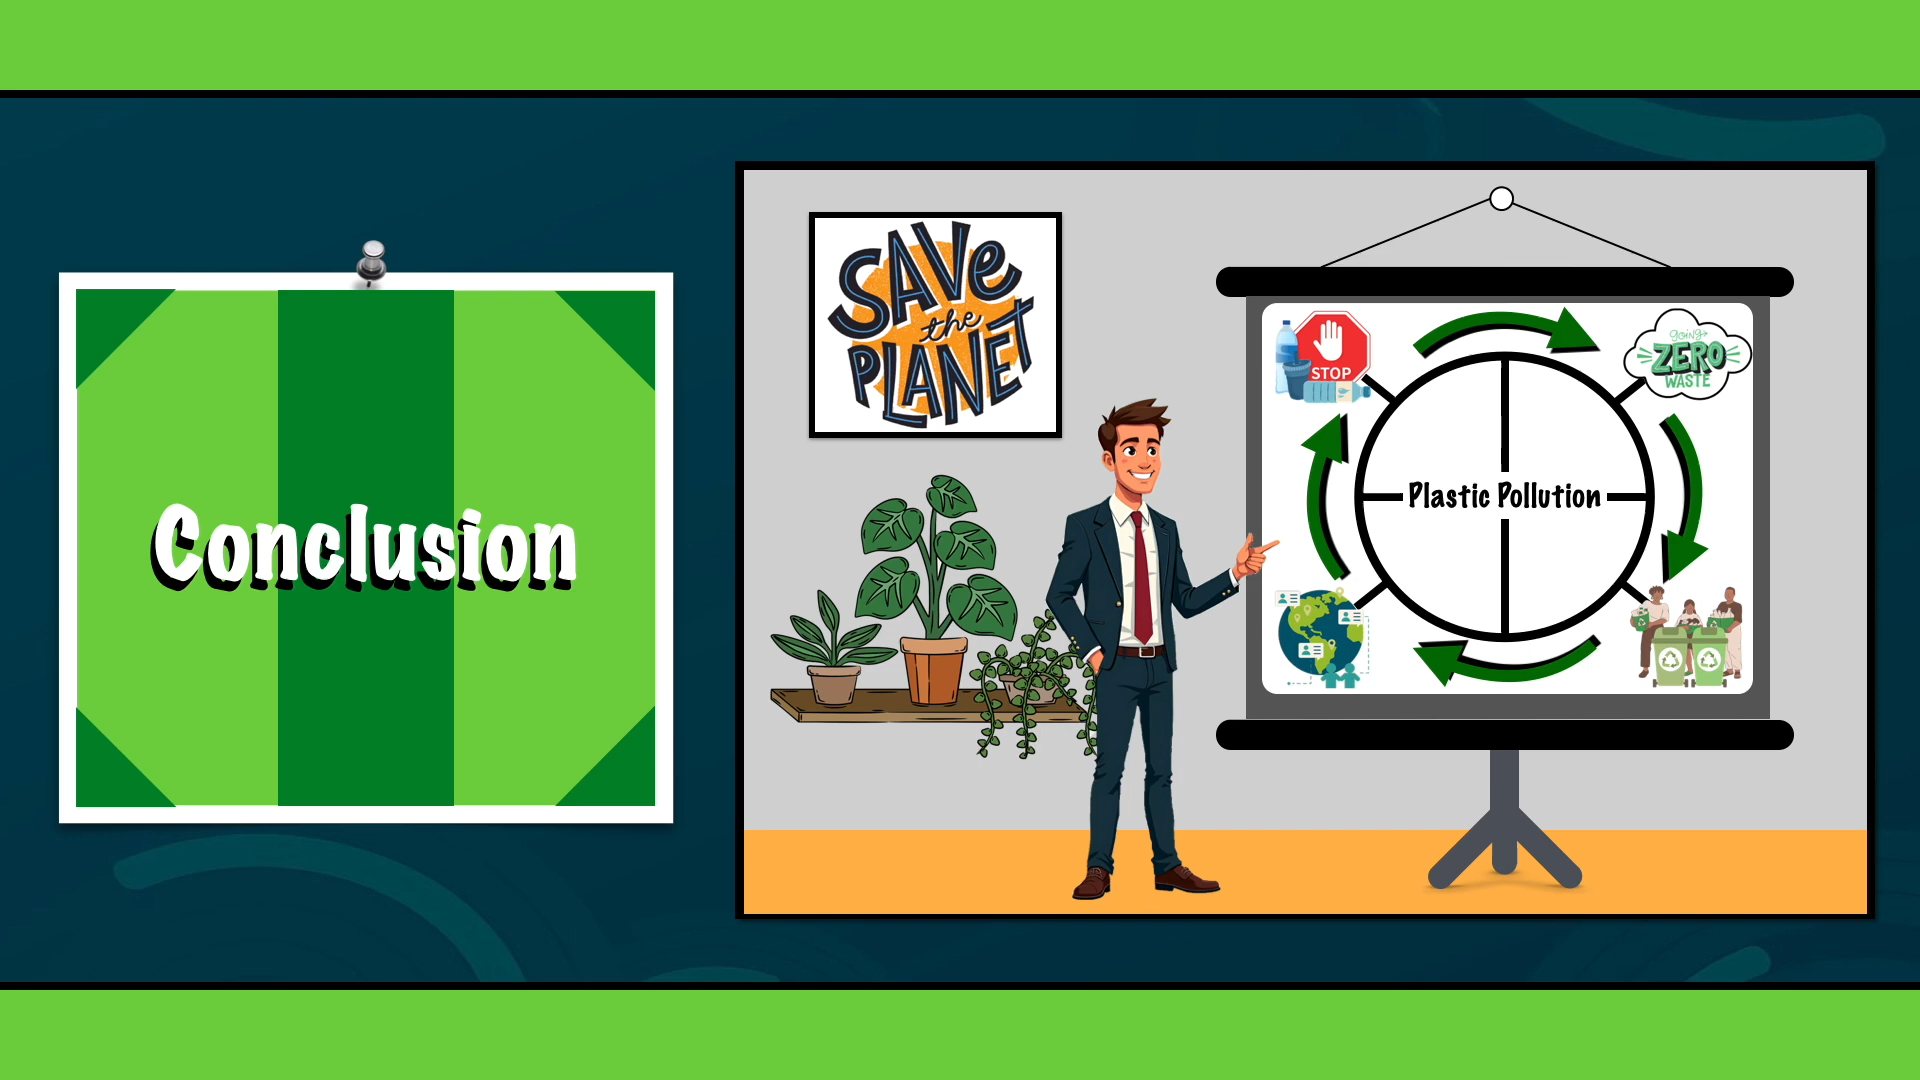 Conclusion
SAVe
the
PLANET
STOP
going
ZERO
WASTE
Plastic Pollution